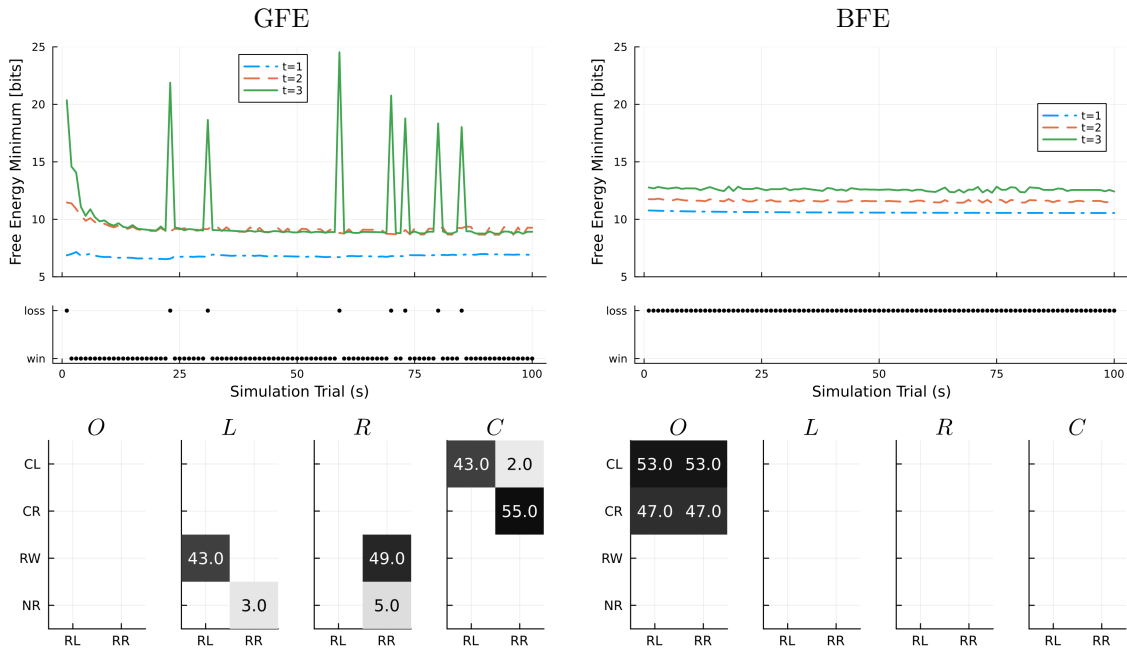 GFE
BFE
Free Energy Minimum [bits]
25
20
15
10
5
t=1
t=2
t=3
Free Energy Minimum [bits]
25
20
15
10
5
t=1
t=2
t=3
loss
win
0 25 50 75 100
Simulation Trial (s)
loss
win
0 25 50 75 100
Simulation Trial (s)
O L R C
O L R C
CL 43.0 2.0
CR 55.0
RW 43.0 49.0
NR 3.0 5.0
RL RR RL RR RL RR RL RR
CL 53.0 53.0
CR 47.0 47.0
RW
NR
RL RR RL RR RL RR RL RR